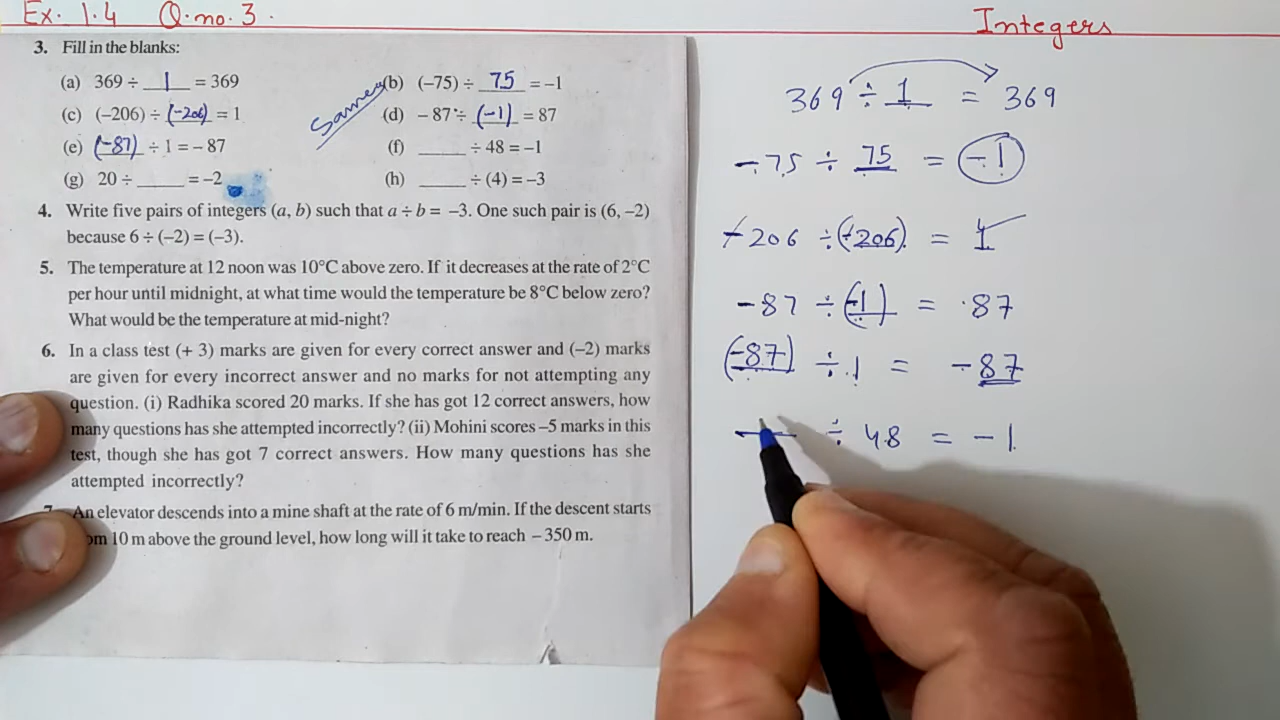 Ex. 1.4 Q.no. 3.
Integers
3. Fill in the blanks:
(a) 369 ÷ 1 = 369
(b) (-75) ÷ 75 = -1
(c) (-206) ÷ (-206) = 1
(d) -87 ÷ (-1) = 87
(e) (-87) ÷ 1 = -87
(f) _____ ÷ 48 = -1
(g) 20 ÷ _____ = -2
(h) _____ ÷ (4) = -3
Same
4. Write five pairs of integers (a, b) such that a ÷ b = -3. One such pair is (6, -2)
because 6 ÷ (-2) = (-3).
5. The temperature at 12 noon was 10°C above zero. If it decreases at the rate of 2°C
per hour until midnight, at what time would the temperature be 8°C below zero?
What would be the temperature at mid-night?
6. In a class test (+ 3) marks are given for every correct answer and (-2) marks
are given for every incorrect answer and no marks for not attempting any
question. (i) Radhika scored 20 marks. If she has got 12 correct answers, how
many questions has she attempted incorrectly? (ii) Mohini scores -5 marks in this
test, though she has got 7 correct answers. How many questions has she
attempted incorrectly?
An elevator descends into a mine shaft at the rate of 6 m/min. If the descent starts
10 m above the ground level, how long will it take to reach - 350 m.
369 ÷ 1 = 369
-75 ÷ 75 = -1
-206 ÷ (-206) = 1
-87 ÷ (-1) = 87
(-87) ÷ 1 = -87
___ ÷ 48 = -1